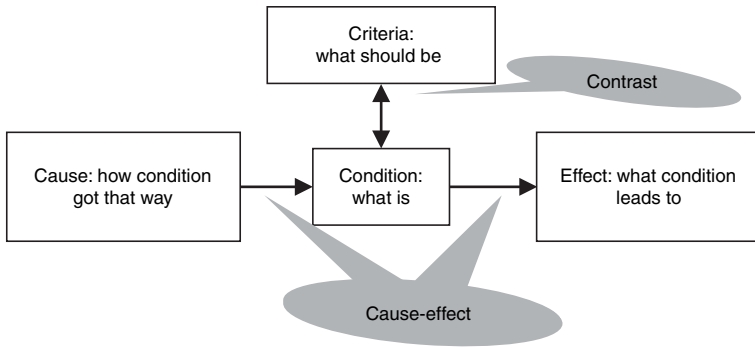 Criteria:
what should be
Contrast
Cause: how condition
got that way
Condition:
what is
Effect: what condition
leads to
Cause-effect